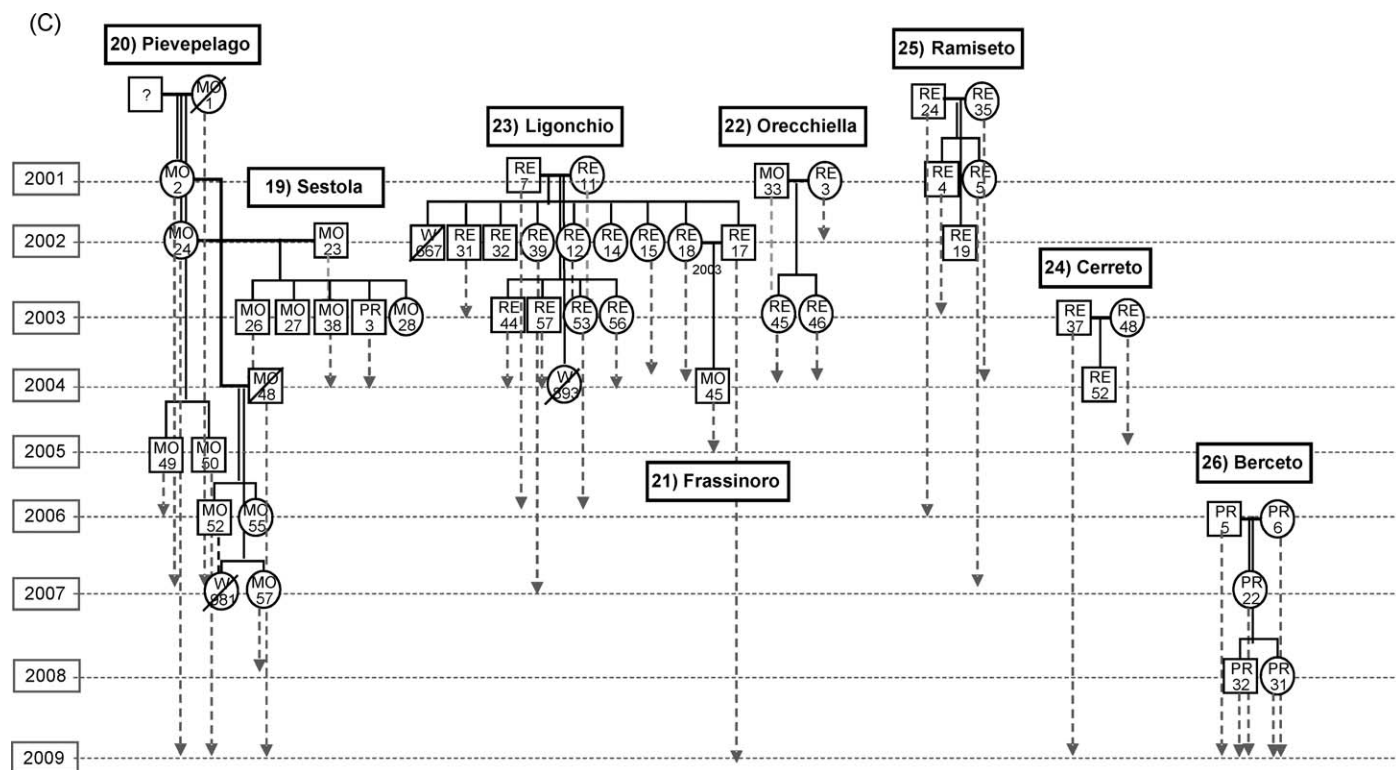 (C)
20) Pievepelago
25) Ramiseto
?
MO
1
RE
24
RE
35
23) Ligonchio
22) Orecchiella
2001
MO
2
19) Sestola
RE
7
RE
11
MO
33
RE
3
RE
4
RE
5
2002
MO
24
MO
23
W
667
RE
31
RE
32
RE
39
RE
12
RE
14
RE
15
RE
18
2003
RE
17
RE
19
24) Cerreto
2003
MO
26
MO
27
MO
38
PR
3
MO
28
RE
44
RE
57
RE
53
RE
56
RE
45
RE
46
RE
37
RE
48
2004
MO
48
W
893
MO
45
RE
52
2005
MO
49
MO
50
21) Frassinoro
26) Berceto
2006
MO
52
MO
55
PR
5
PR
6
2007
W
981
MO
57
PR
22
2008
PR
32
PR
31
2009